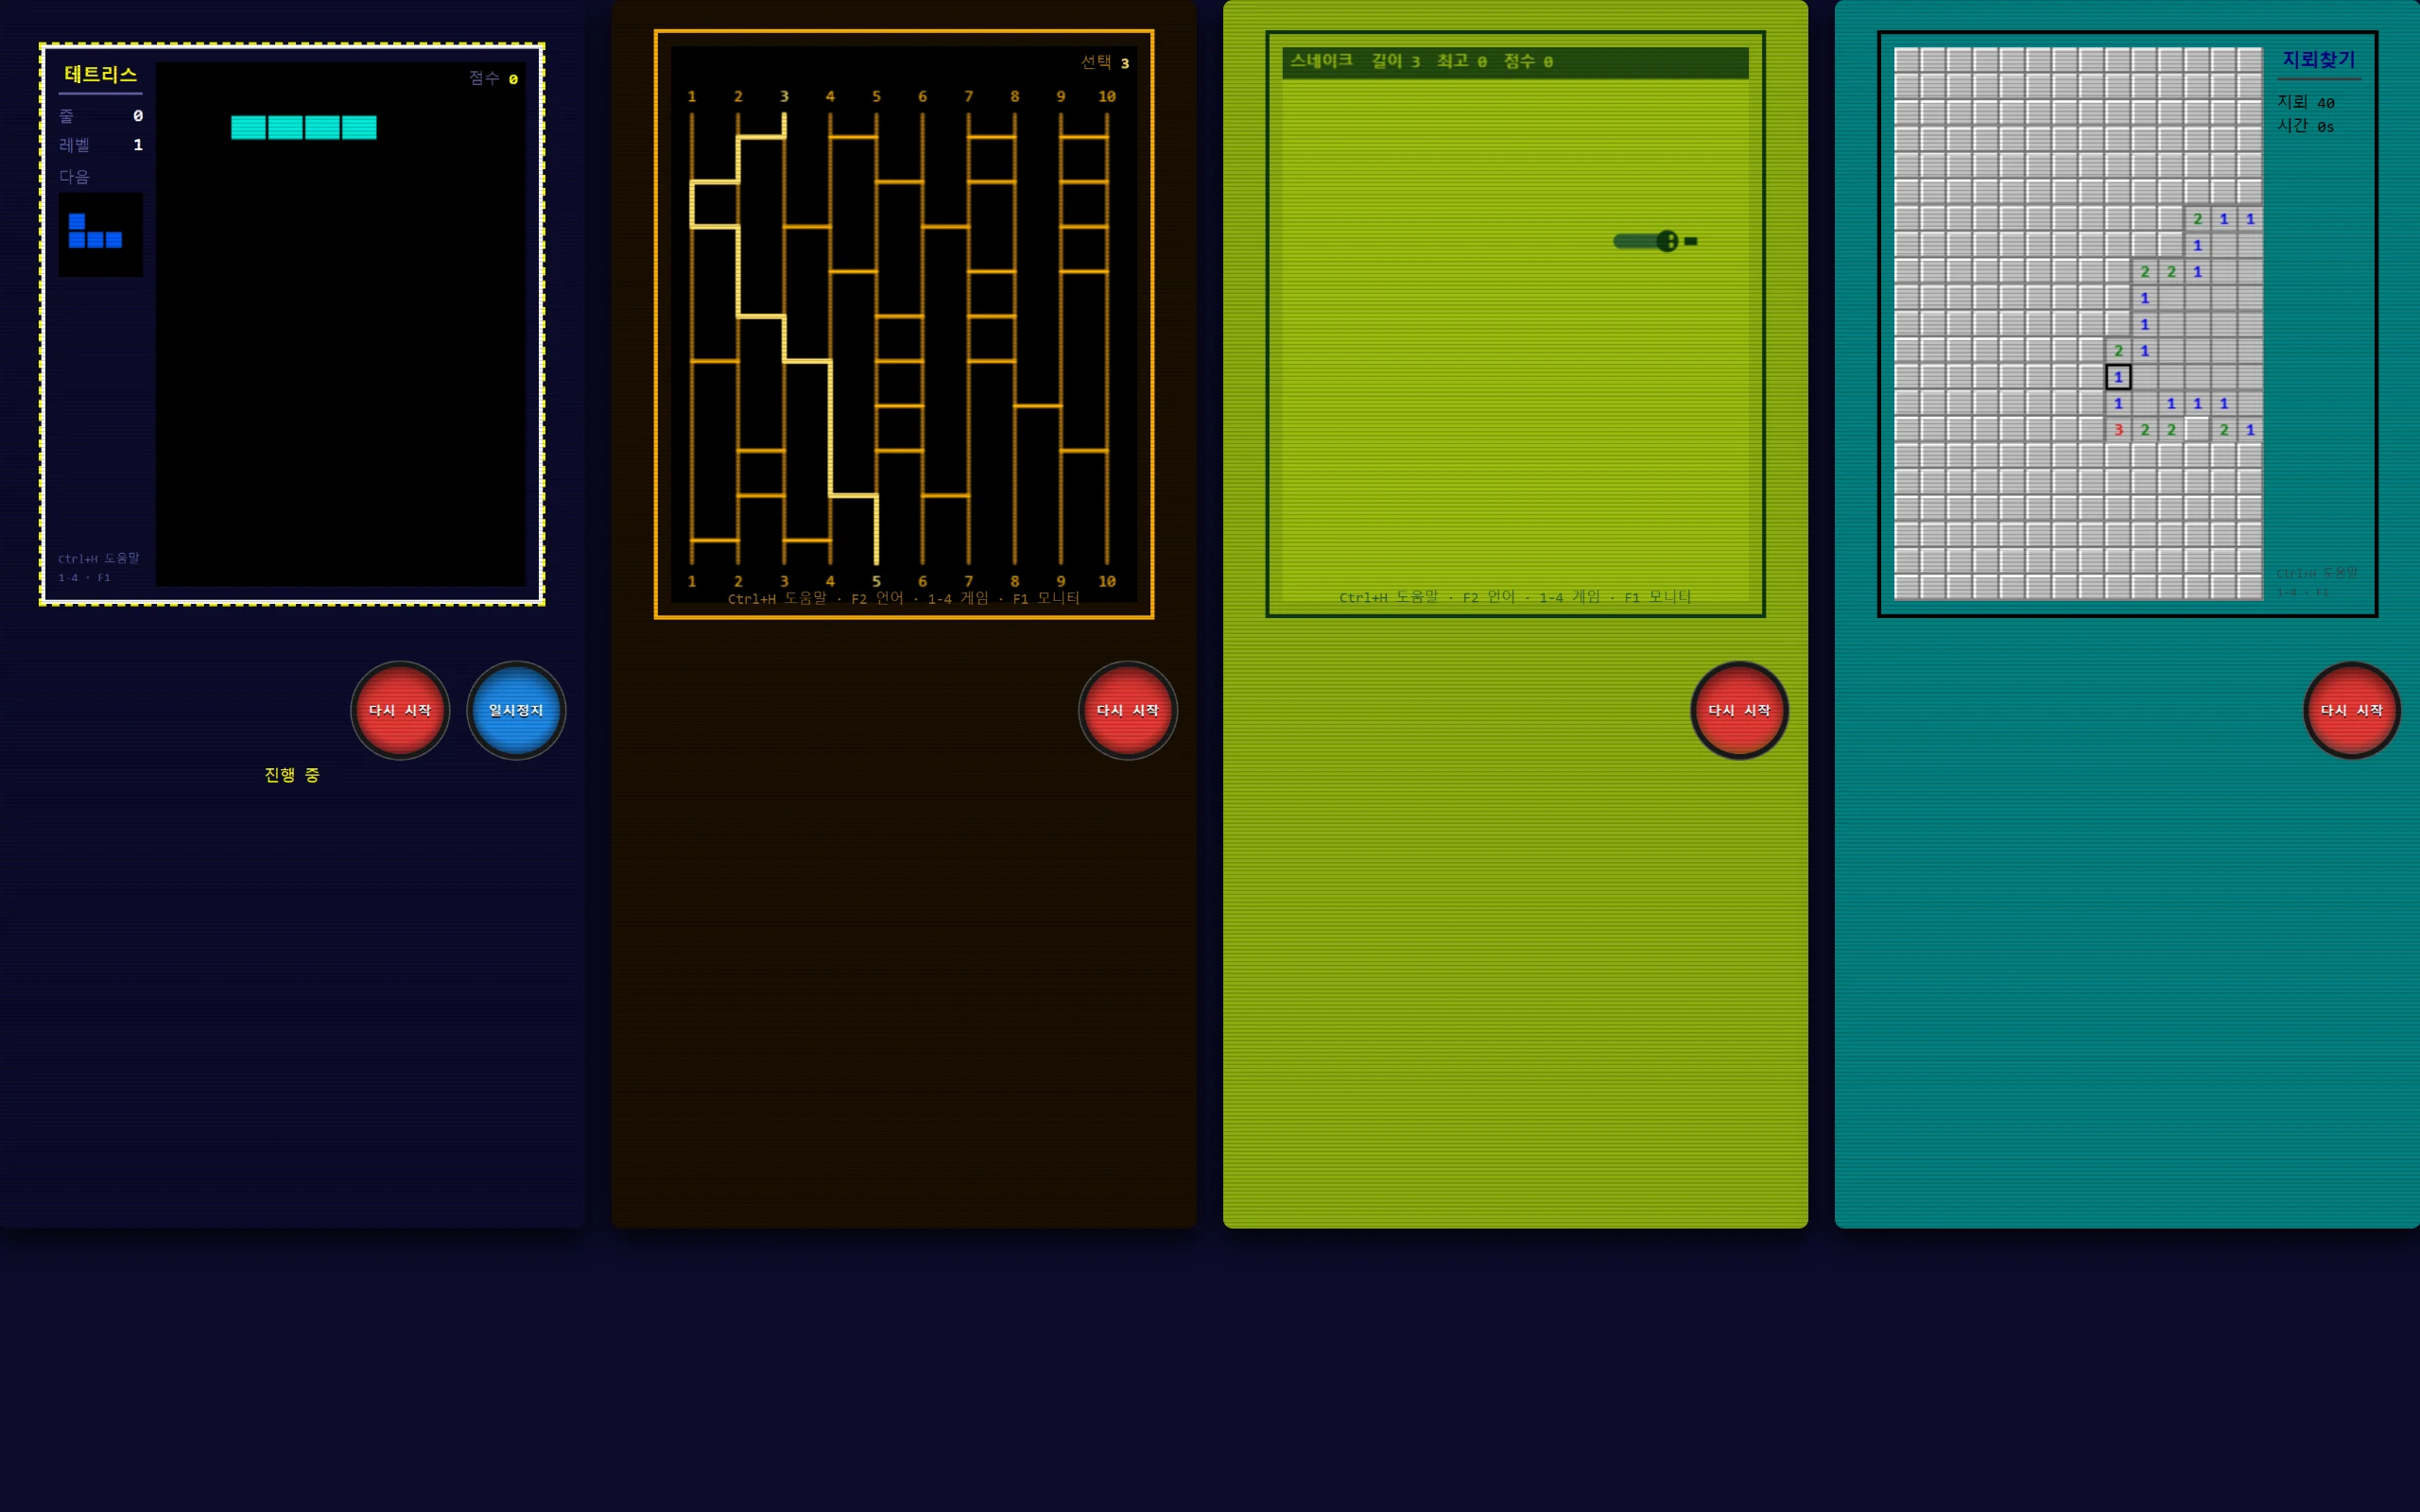 테트리스
줄 0
레벨 1
다음
점수 0
Ctrl+H 도움말
1-4 · F1
다시 시작
일시정지
진행 중
선택 3
1 2 3 4 5 6 7 8 9 10
1 2 3 4 5 6 7 8 9 10
Ctrl+H 도움말 · F2 언어 · 1-4 게임 · F1 모니터
다시 시작
스네이크 길이 3 최고 0 점수 0
Ctrl+H 도움말 · F2 언어 · 1-4 게임 · F1 모니터
다시 시작
지뢰찾기
지뢰 40
시간 0s
2 1 1
1
2 2 1
1
1
2 1
1
1 1 1 1
3 2 2 2 1
Ctrl+H 도움말
1-4 · F1
다시 시작